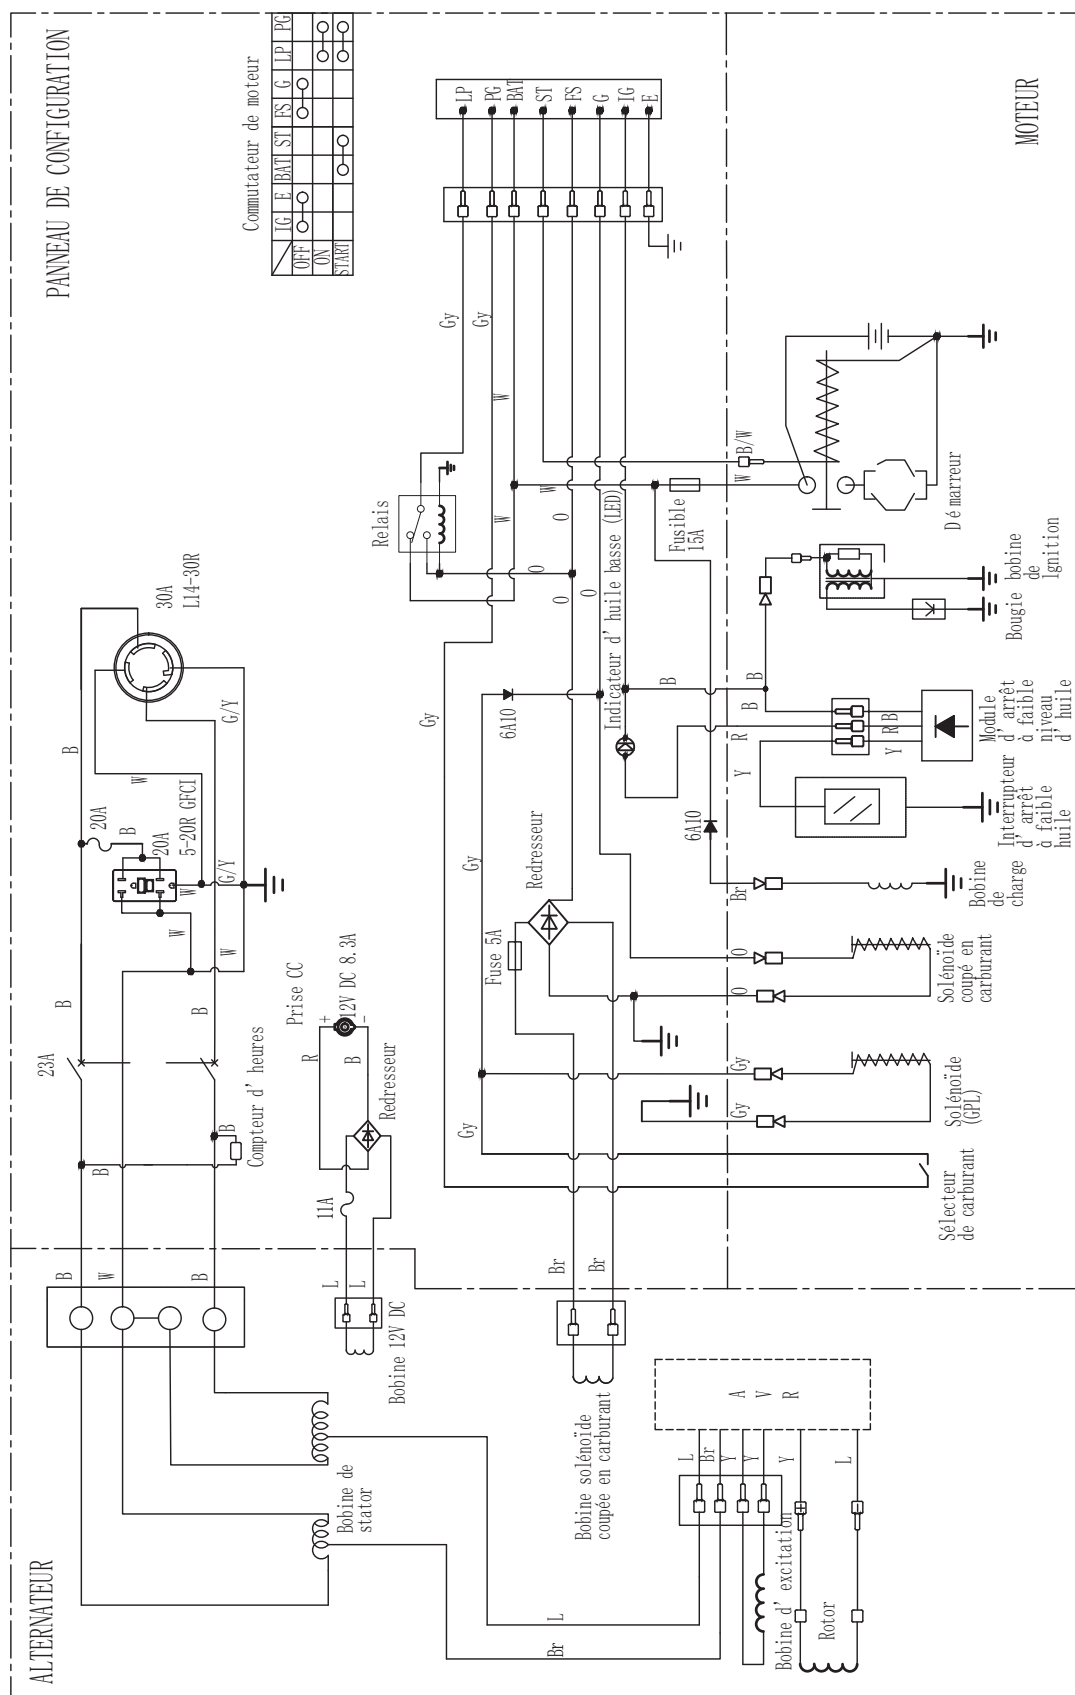 PANNEAU DE CONFIGURATION
Commutateur de moteur
IG E BAT ST FS G LP PG
OFF
ON
START
LP
PG
BAT
ST
FS
G
IG
E
MOTEUR
30A
L14-30R
B
W
G/Y
20A
B
20A
5-20R GFCI
W
G/Y
W
W
B
B
23A
Compteur d' heures
B
B
Prise CC
+
12V DC 8.3A
-
R
B
Redresseur
11A
L
L
Bobine 12V DC
Relais
Gy
Gy
W
W
W
O
O
O
O
B/W
W
Fusible
15A
Démarreur
Indicateur d' huile basse (LED)
6A10
Gy
Gy
Redresseur
Fuse 5A
6A10
B
B
B
R
Y
R B
Y
Bougie
bobine
de
Ignition
Module
d' arrêt
à faible
niveau
d' huile
Interrupteur
d' arrêt
à faible
huile
Br
Bobine
de
charge
O
O
Solénoïde
coupé en
carburant
Gy
Gy
Solénoïde
(GPL)
Gy
Sélecteur
de carburant
Br
Br
Bobine solénoïde
coupée en carburant
B
W
B
ALTERNATEUR
Bobine de
stator
L
Br
A V R
L
Br
Y
Y
Y
L
Bobine d' excitation
Rotor